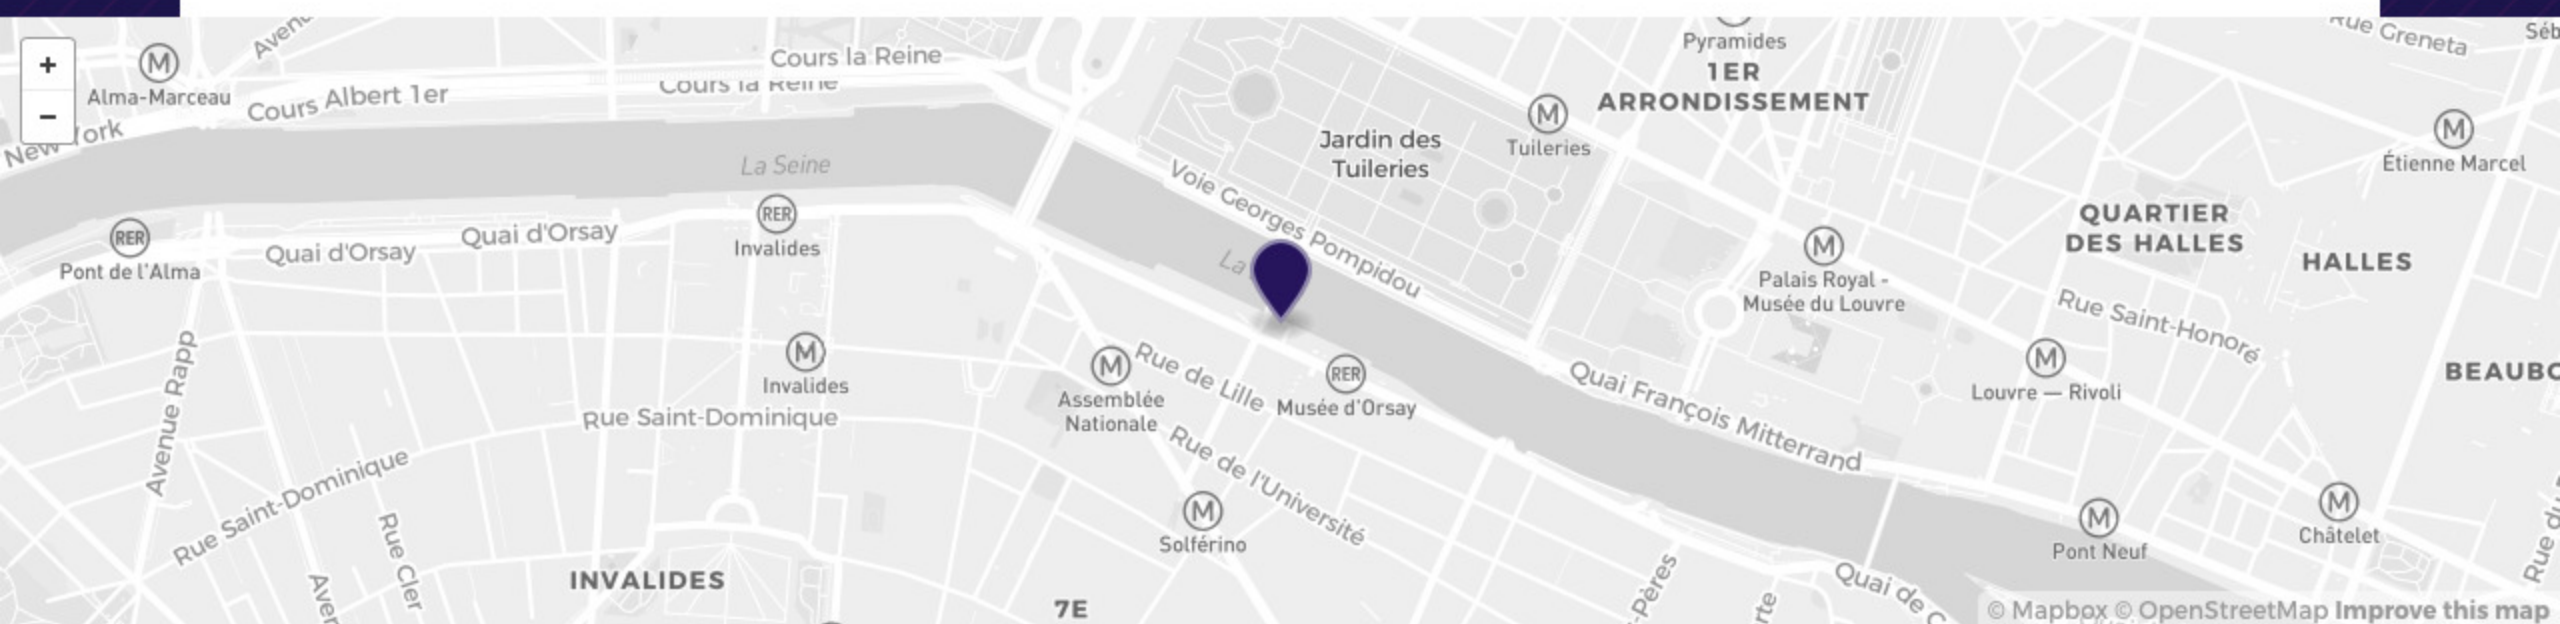 +
−
M
Alma-Marceau
Cours Albert 1er
Cours la Reine
Cours la Reine
La Seine
RER
Pont de l'Alma
Quai d'Orsay
Quai d'Orsay
RER
Invalides
M
Invalides
Avenue Rapp
Rue Saint-Dominique
Rue Saint-Dominique
Rue Cler
INVALIDES
7E
M
Assemblée
Nationale
Rue de Lille
RER
Musée d'Orsay
Rue de l'Université
M
Solférino
La
Voie Georges Pompidou
Jardin des
Tuileries
M
Tuileries
Pyramides
1ER
ARRONDISSEMENT
M
Palais Royal -
Musée du Louvre
Quai François Mitterrand
QUARTIER
DES HALLES
HALLES
Rue Greneta
M
Étienne Marcel
Rue Saint-Honoré
M
Louvre — Rivoli
M
Pont Neuf
M
Châtelet
© Mapbox © OpenStreetMap Improve this map